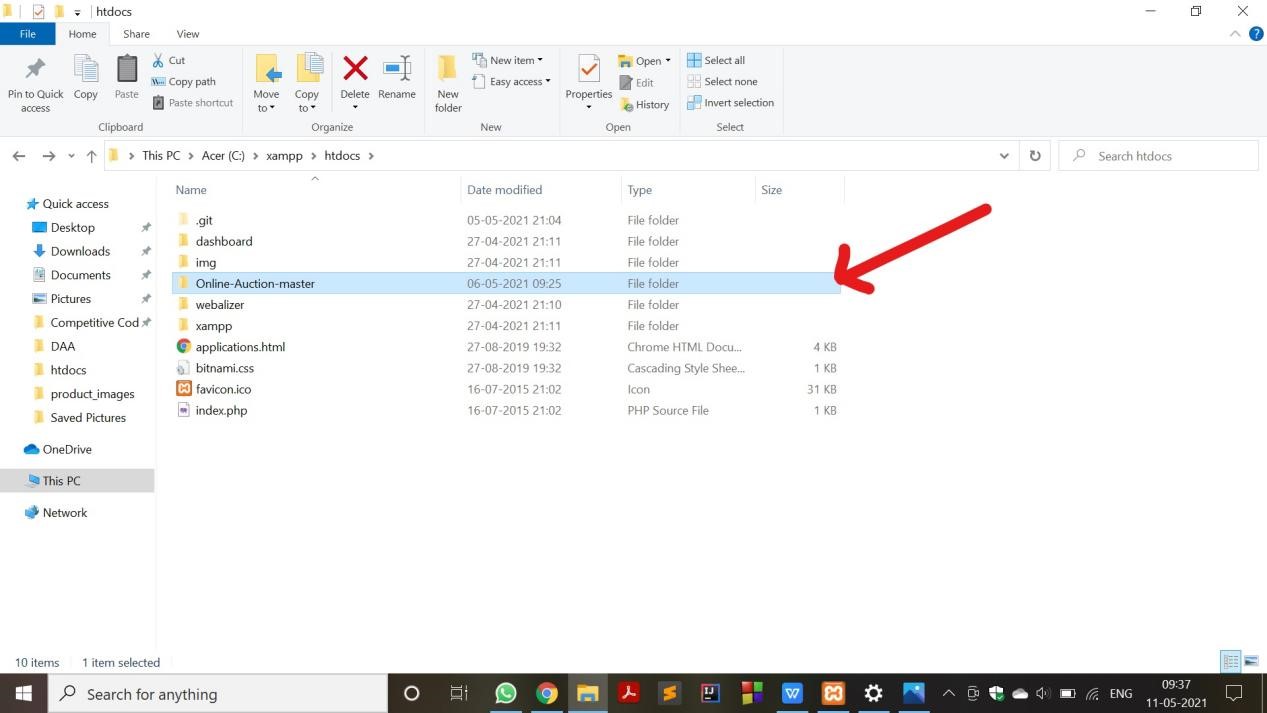 htdocs
File Home Share View
Pin to Quick access
Copy
Paste
Cut
Copy path
Paste shortcut
Clipboard
Move to
Copy to
Delete
Rename
Organize
New folder
New item
Easy access
New
Properties
Open
Edit
History
Open
Select all
Select none
Invert selection
Select
This PC > Acer (C:) > xampp > htdocs >
Search htdocs
Name Date modified Type Size
Quick access
Desktop
Downloads
Documents
Pictures
Competitive Cod
DAA
htdocs
product_images
Saved Pictures
OneDrive
This PC
Network
.git 05-05-2021 21:04 File folder
dashboard 27-04-2021 21:11 File folder
img 27-04-2021 21:11 File folder
Online-Auction-master 06-05-2021 09:25 File folder
webalizer 27-04-2021 21:10 File folder
xampp 27-04-2021 21:11 File folder
applications.html 27-08-2019 19:32 Chrome HTML Docu... 4 KB
bitnami.css 27-08-2019 19:32 Cascading Style Shee... 1 KB
favicon.ico 16-07-2015 21:02 Icon 31 KB
index.php 16-07-2015 21:02 PHP Source File 1 KB
10 items 1 item selected
Search for anything
ENG
09:37
11-05-2021